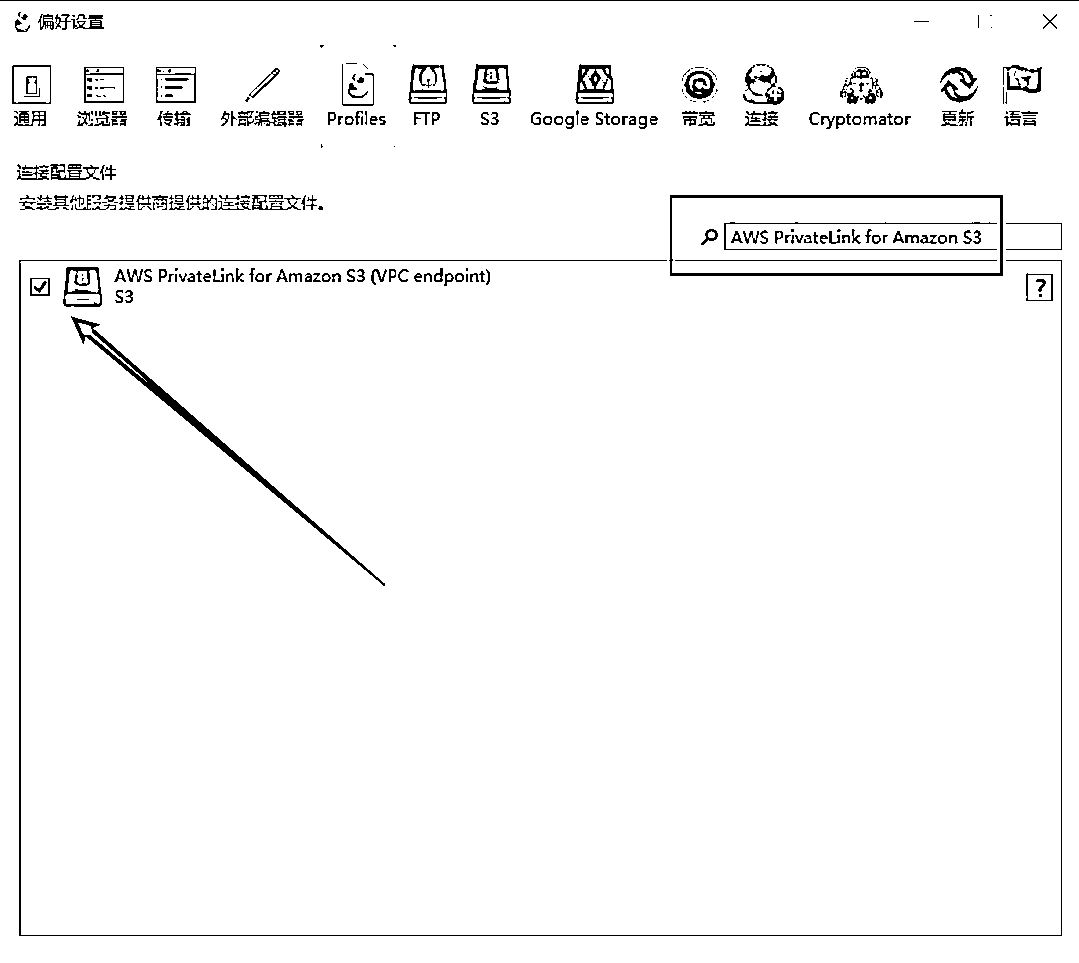 偏好设置
通用 浏览器 传输 外部编辑器 Profiles FTP S3 Google Storage 带宽 连接 Cryptomator 更新 语言
连接配置文件
安装其他服务提供商提供的连接配置文件。
AWS PrivateLink for Amazon S3
AWS PrivateLink for Amazon S3 (VPC endpoint)
S3
?